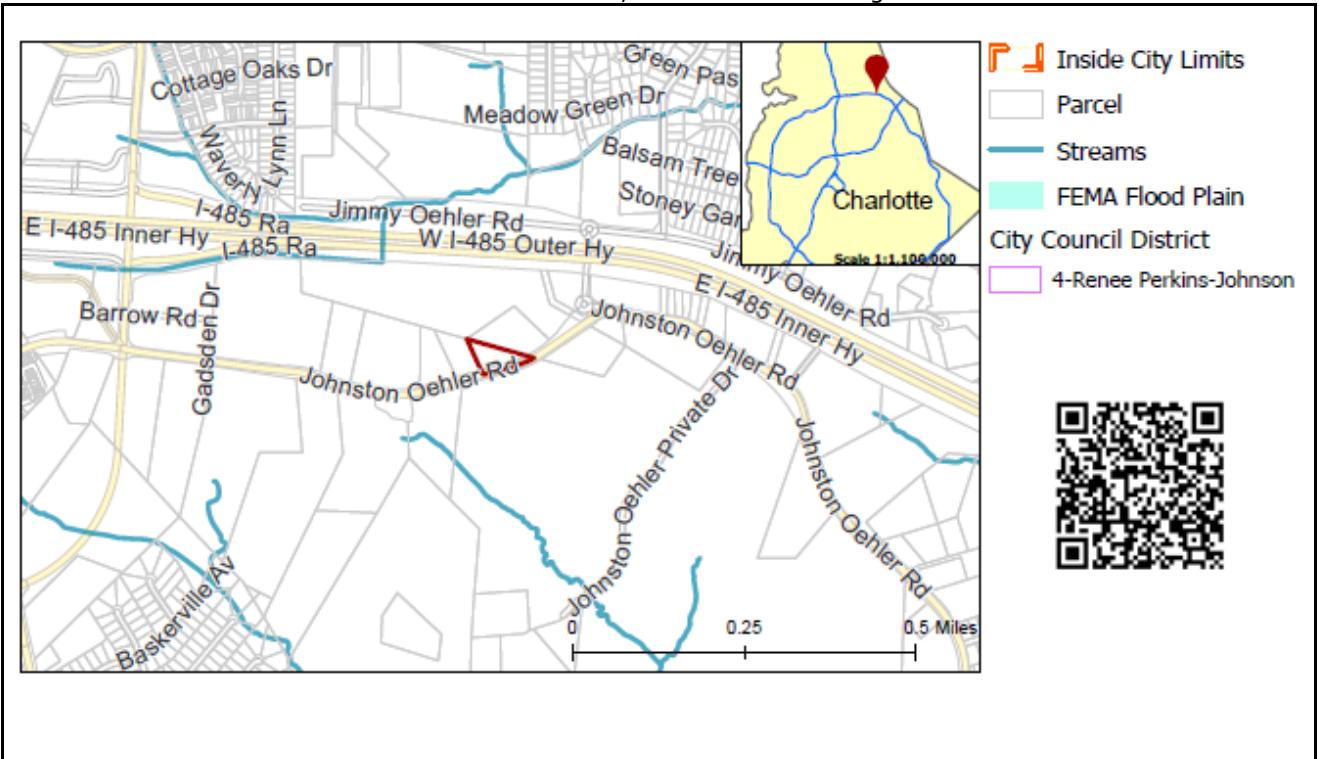 Cottage Oaks Dr
Green Pas
Meadow Green Dr
Waverly
Lynn Ln
Balsam Tree
Stoney Gar
I-485 Ra
Jimmy Oehler Rd
E I-485 Inner Hy
W I-485 Outer Hy
I-485 Ra
Jimmy Oehler Rd
E I-485 Inner Hy
Barrow Rd
Gadsden Dr
Johnston Oehler Rd
Johnston Oehler Rd
Johnston Oehler Private Dr
Johnston Oehler Rd
Baskerville Av
0 0.25 0.5 Miles
Charlotte
Scale 1:1,100,000
Inside City Limits
Parcel
Streams
FEMA Flood Plain
City Council District
4-Renee Perkins-Johnson